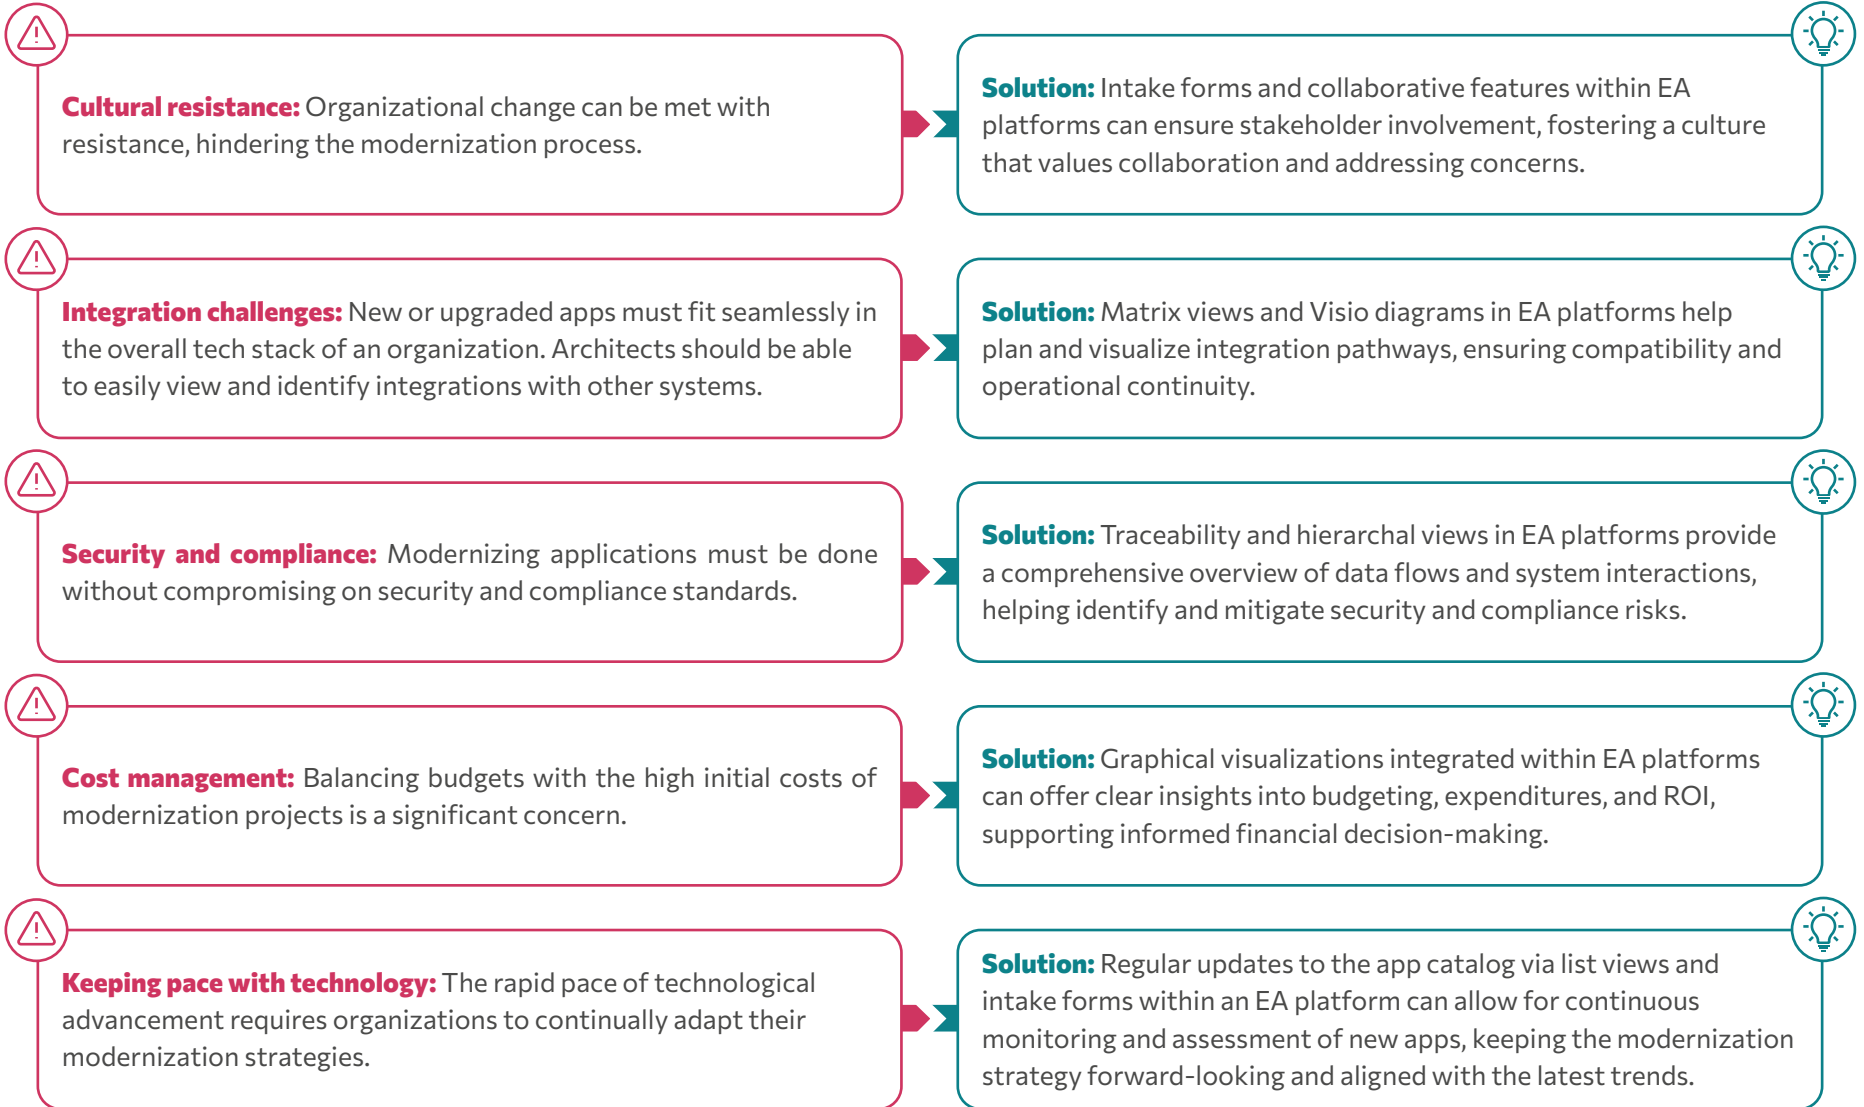 Cultural resistance: Organizational change can be met with
resistance, hindering the modernization process.
Solution: Intake forms and collaborative features within EA
platforms can ensure stakeholder involvement, fostering a culture
that values collaboration and addressing concerns.
Integration challenges: New or upgraded apps must fit seamlessly in
the overall tech stack of an organization. Architects should be able
to easily view and identify integrations with other systems.
Solution: Matrix views and Visio diagrams in EA platforms help
plan and visualize integration pathways, ensuring compatibility and
operational continuity.
Security and compliance: Modernizing applications must be done
without compromising on security and compliance standards.
Solution: Traceability and hierarchal views in EA platforms provide
a comprehensive overview of data flows and system interactions,
helping identify and mitigate security and compliance risks.
Cost management: Balancing budgets with the high initial costs of
modernization projects is a significant concern.
Solution: Graphical visualizations integrated within EA platforms
can offer clear insights into budgeting, expenditures, and ROI,
supporting informed financial decision-making.
Keeping pace with technology: The rapid pace of technological
advancement requires organizations to continually adapt their
modernization strategies.
Solution: Regular updates to the app catalog via list views and
intake forms within an EA platform can allow for continuous
monitoring and assessment of new apps, keeping the modernization
strategy forward-looking and aligned with the latest trends.